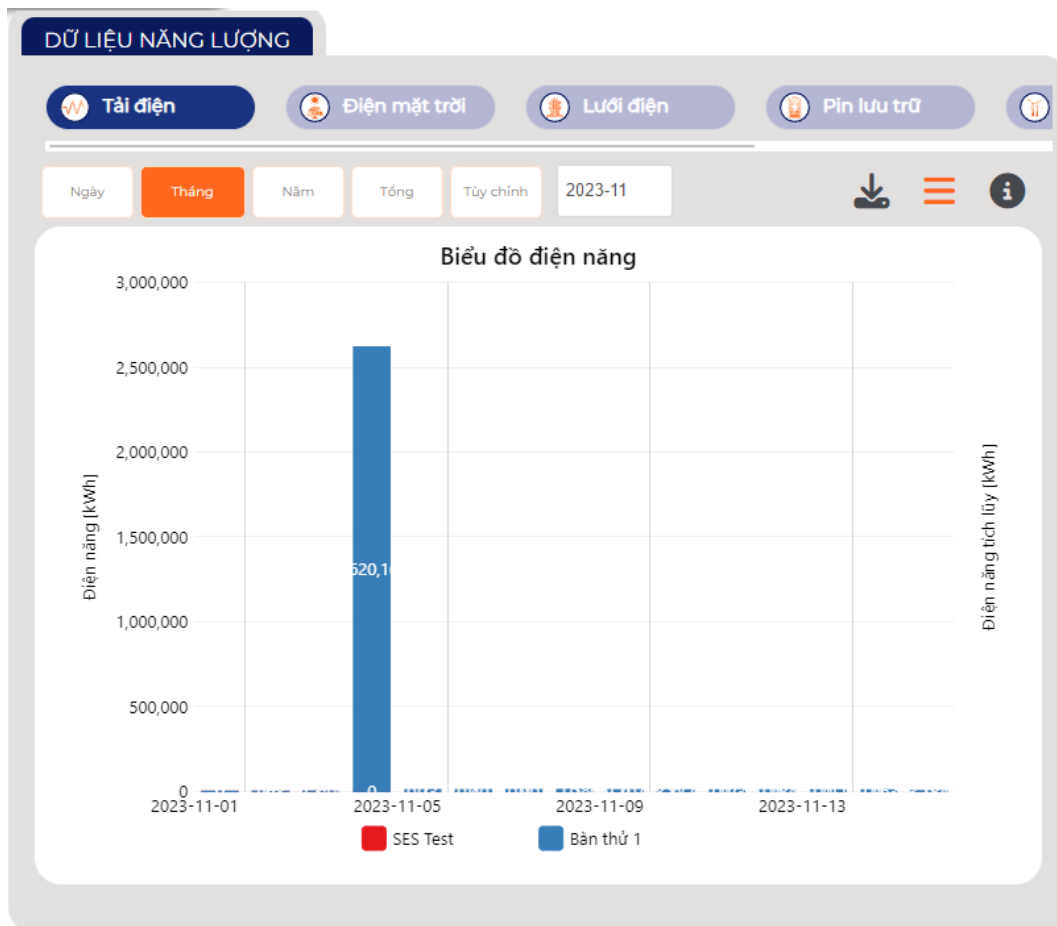 DỮ LIỆU NĂNG LƯỢNG
Tải điện Điện mặt trời Lưới điện Pin lưu trữ
Ngày Tháng Năm Tổng Tùy chỉnh 2023-11
Biểu đồ điện năng
3,000,000
2,500,000
2,000,000
1,500,000
1,000,000
500,000
0
Điện năng [kWh]
620,1
0
Điện năng tích lũy [kWh]
2023-11-01 2023-11-05 2023-11-09 2023-11-13
SES Test Bàn thử 1